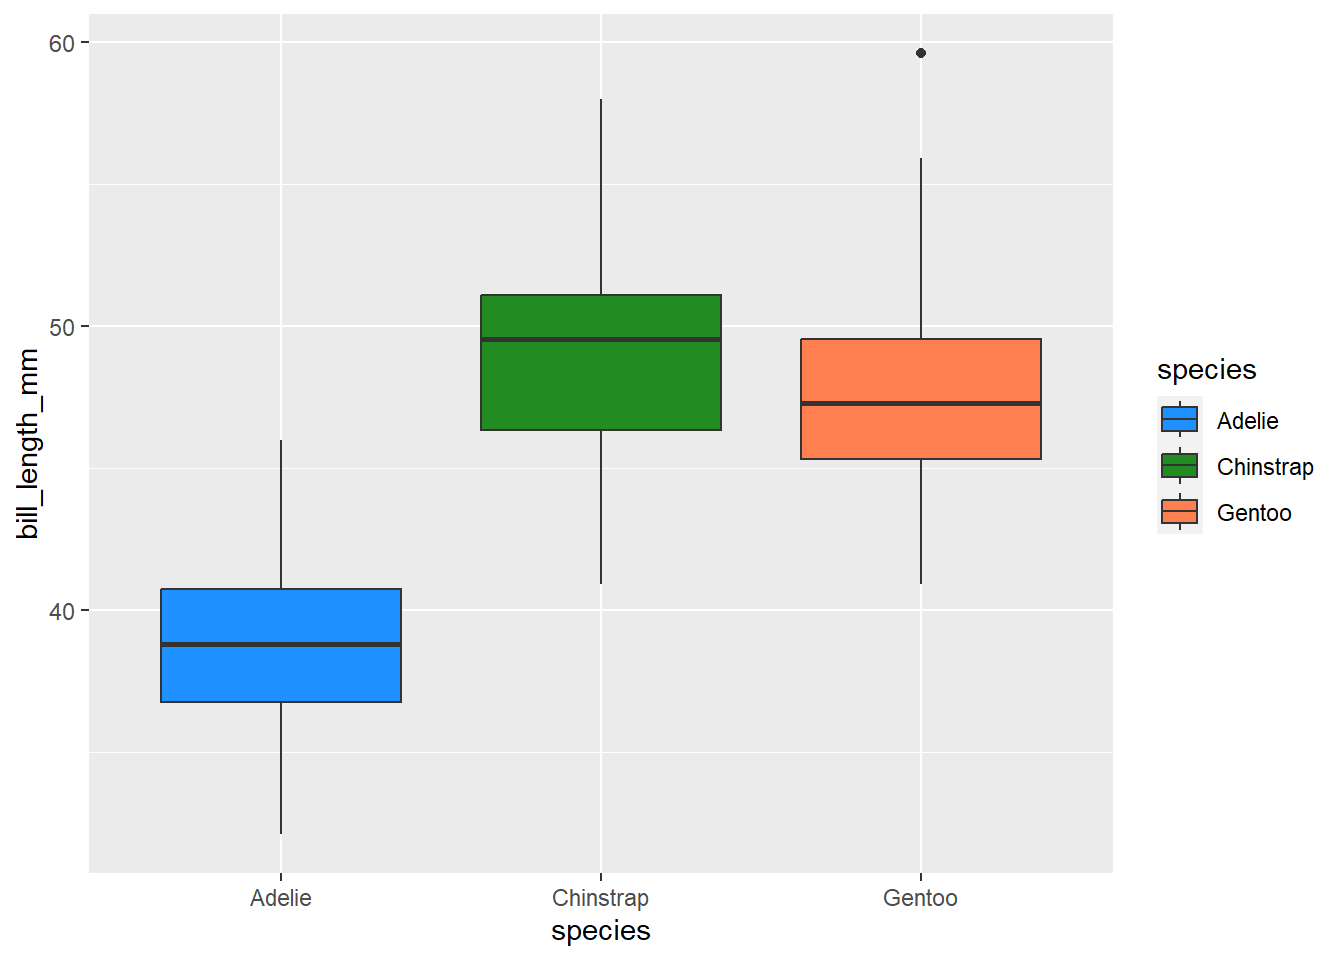 60
50
40
bill_length_mm
Adelie
Chinstrap
Gentoo
species
species
Adelie
Chinstrap
Gentoo